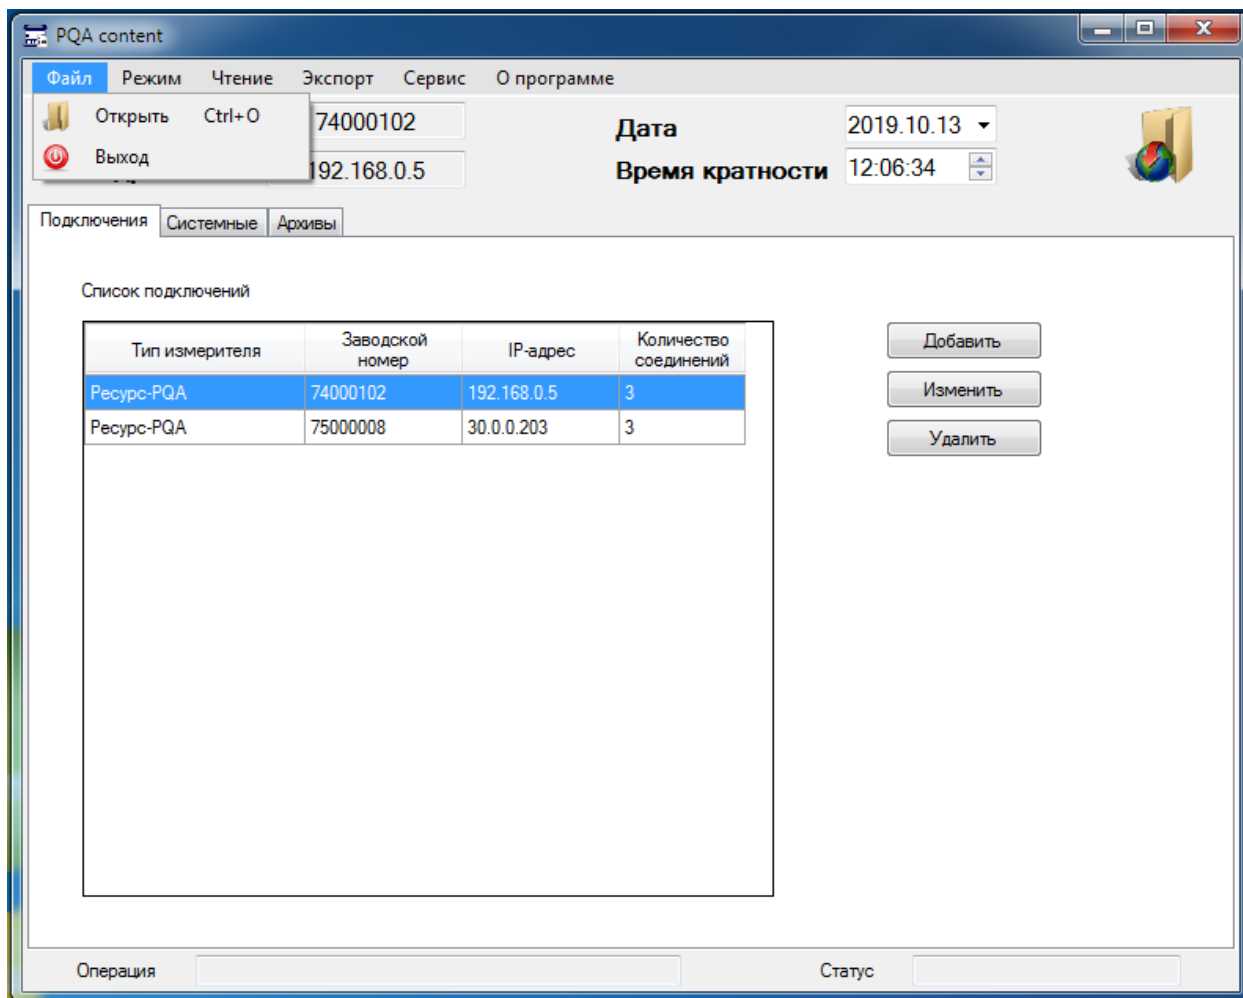 PQA content
Файл Режим Чтение Экспорт Сервис О программе
Открыть Ctrl+O
Выход
74000102
192.168.0.5
Дата 2019.10.13
Время кратности 12:06:34
Подключения Системные Архивы
Список подключений
Тип измерителя Заводской номер IP-адрес Количество соединений
Ресурс-PQA 74000102 192.168.0.5 3
Ресурс-PQA 75000008 30.0.0.203 3
Добавить
Изменить
Удалить
Операция Статус